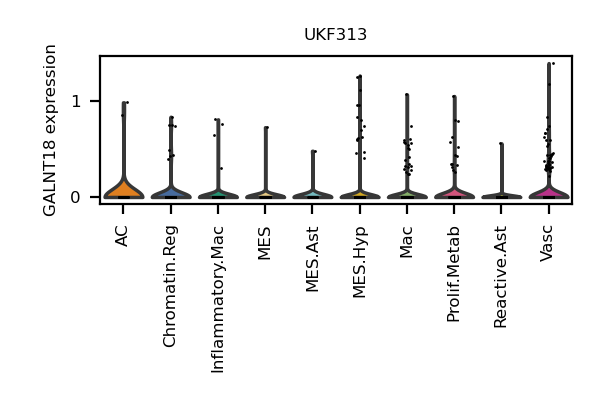 UKF313
GALNT18 expression
1
0
AC
Chromatin.Reg
Inflammatory.Mac
MES
MES.Ast
MES.Hyp
Mac
Prolif.Metab
Reactive.Ast
Vasc